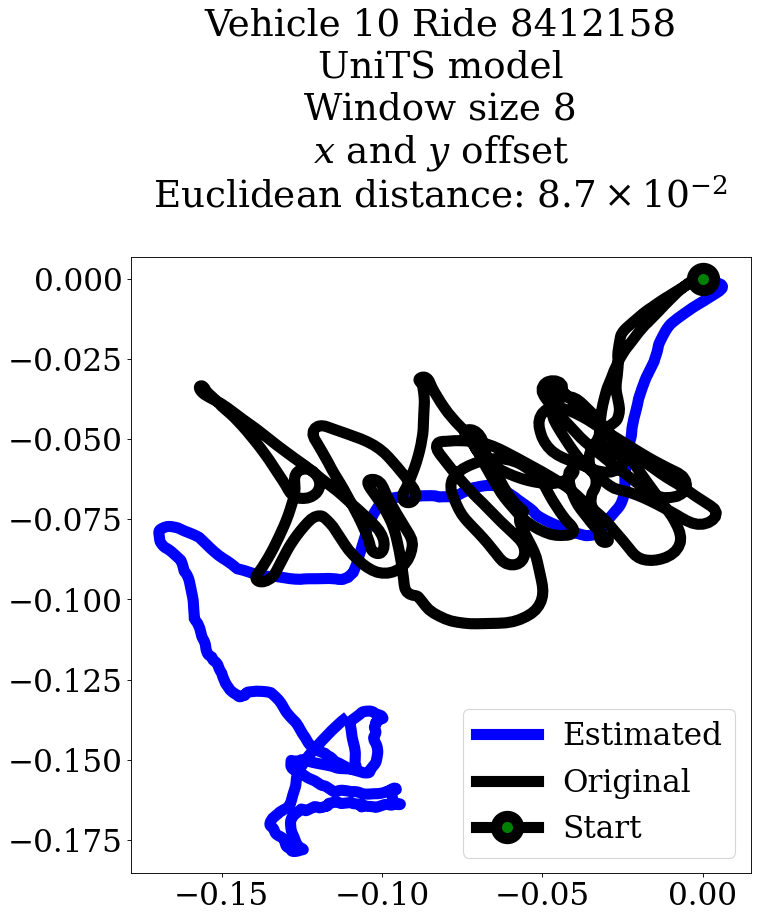 Vehicle 10 Ride 8412158
UniTS model
Window size 8
x and y offset
Euclidean distance: 8.7 × 10⁻²
0.000
−0.025
−0.050
−0.075
−0.100
−0.125
−0.150
−0.175
Estimated
Original
Start
−0.15
−0.10
−0.05
0.00